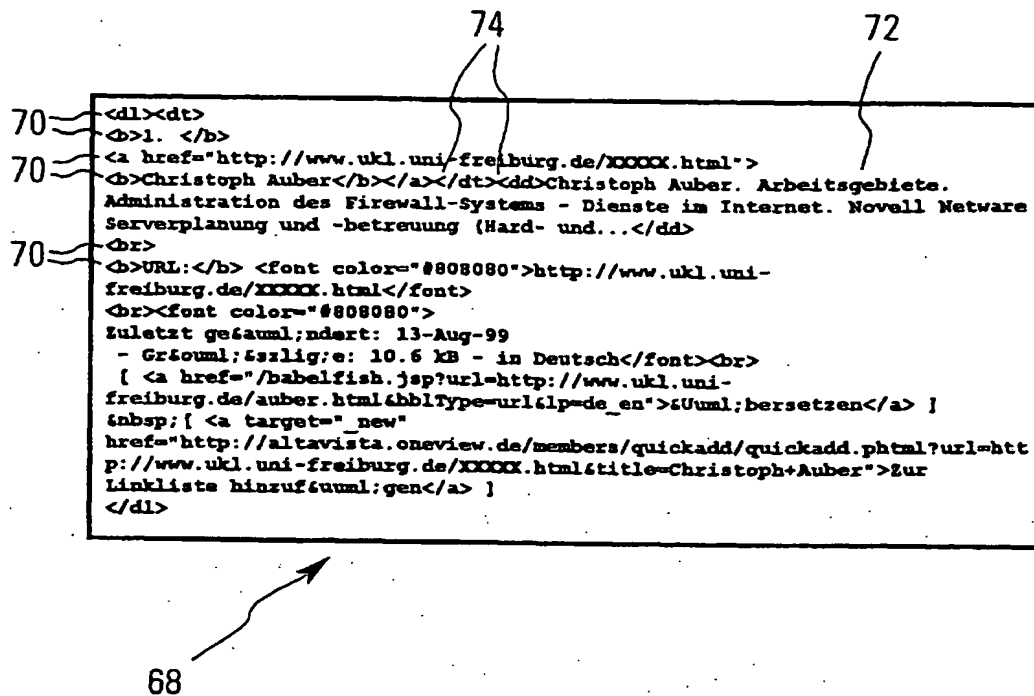 74 72
70 <dl><dt>
<b>1. </b>
70 <a href="http://www.ukl.uni-freiburg.de/XXXXX.html">
70 <b>Christoph Auber</b></a></dt><dd>Christoph Auber. Arbeitsgebiete.
Administration des Firewall-Systems - Dienste im Internet. Novell Netware
Serverplanung und -betreuung (Hard- und...</dd>
70 <br>
<b>URL:</b> <font color="#808080">http://www.ukl.uni-
freiburg.de/XXXXX.html</font>
<br><font color="#808080">
Zuletzt ge&auml;ndert: 13-Aug-99
- Gr&ouml;&szlig;e: 10.6 kB - in Deutsch</font><br>
[ <a href="/babelfish.jsp?url=http://www.ukl.uni-
freiburg.de/auber.html&bblType=url&lp=de_en">&Uuml;bersetzen</a> ]
&nbsp;[ <a target="_new"
href="http://altavista.oneview.de/members/quickadd/quickadd.phtml?url=htt
p://www.ukl.uni-freiburg.de/XXXXX.html&title=Christoph+Auber">Zur
Linkliste hinzuf&uuml;gen</a> ]
</dl>
68